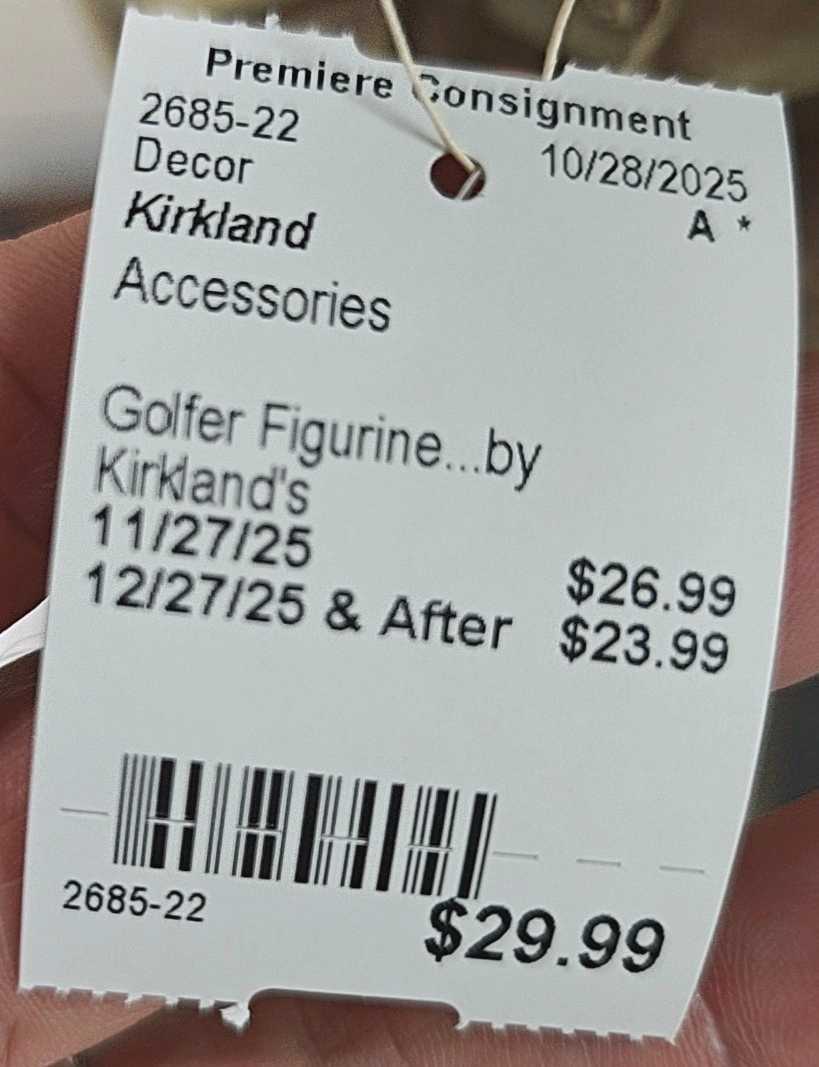 Premiere Consignment
2685-22
10/28/2025
Decor
A *
Kirkland
Accessories
Golfer Figurine...by
Kirkland's
11/27/25 $26.99
12/27/25 & After $23.99
2685-22
$29.99